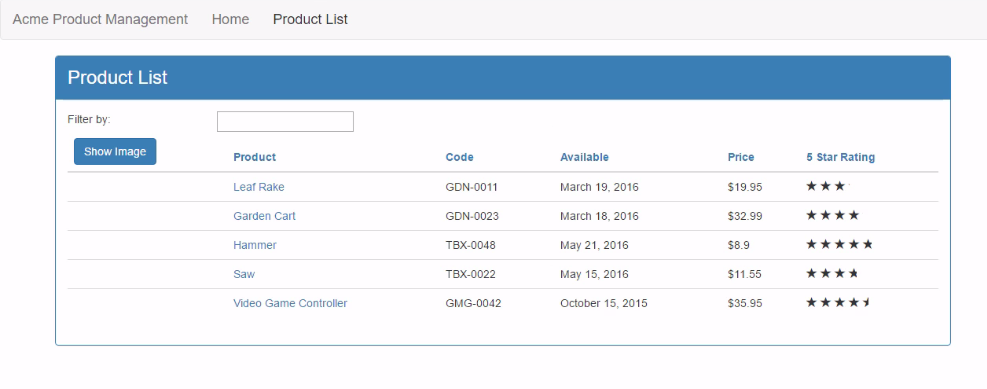 Acme Product Management Home Product List
Product List
Filter by:
Show Image Product Code Available Price 5 Star Rating
Leaf Rake GDN-0011 March 19, 2016 $19.95
Garden Cart GDN-0023 March 18, 2016 $32.99
Hammer TBX-0048 May 21, 2016 $8.9
Saw TBX-0022 May 15, 2016 $11.55
Video Game Controller GMG-0042 October 15, 2015 $35.95